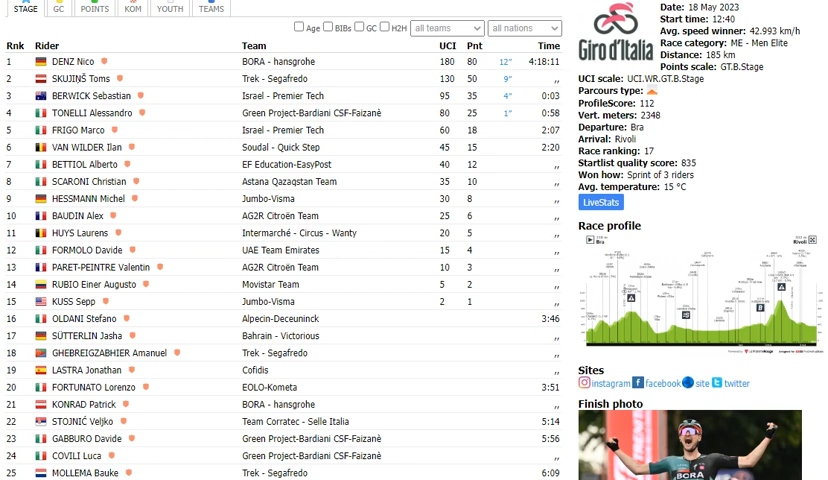 STAGE GC POINTS KOM YOUTH TEAMS
Age BIBs GC H2H all teams all nations
Rnk Rider Team UCI Pnt Time
1 DENZ Nico BORA - hansgrohe 180 80 12″ 4:18:11
2 SKUJIŅŠ Toms Trek - Segafredo 130 50 9″ ,,
3 BERWICK Sebastian Israel - Premier Tech 95 35 4″ 0:03
4 TONELLI Alessandro Green Project-Bardiani CSF-Faizanè 80 25 1″ 0:58
5 FRIGO Marco Israel - Premier Tech 60 18 2:07
6 VAN WILDER Ilan Soudal - Quick Step 45 15 2:20
7 BETTIOL Alberto EF Education-EasyPost 40 12 ,,
8 SCARONI Christian Astana Qazaqstan Team 35 10 ,,
9 HESSMANN Michel Jumbo-Visma 30 8 ,,
10 BAUDIN Alex AG2R Citroën Team 25 6 ,,
11 HUYS Laurens Intermarché - Circus - Wanty 20 5 ,,
12 FORMOLO Davide UAE Team Emirates 15 4 ,,
13 PARET-PEINTRE Valentin AG2R Citroën Team 10 3 ,,
14 RUBIO Einer Augusto Movistar Team 5 2 ,,
15 KUSS Sepp Jumbo-Visma 2 1 ,,
16 OLDANI Stefano Alpecin-Deceuninck 3:46
17 SÜTTERLIN Jasha Bahrain - Victorious ,,
18 GHEBREIGZABHIER Amanuel Trek - Segafredo ,,
19 LASTRA Jonathan Cofidis ,,
20 FORTUNATO Lorenzo EOLO-Kometa 3:51
21 KONRAD Patrick BORA - hansgrohe ,,
22 STOJNIĆ Veljko Team Corratec - Selle Italia 5:14
23 GABBURO Davide Green Project-Bardiani CSF-Faizanè 5:56
24 COVILI Luca Green Project-Bardiani CSF-Faizanè ,,
25 MOLLEMA Bauke Trek - Segafredo 6:09
Giro d'Italia
Date: 18 May 2023
Start time: 12:40
Avg. speed winner: 42.993 km/h
Race category: ME - Men Elite
Distance: 185 km
Points scale: GT.B.Stage
UCI scale: UCI.WR.GT.B.Stage
Parcours type:
ProfileScore: 112
Vert. meters: 2348
Departure: Bra
Arrival: Rivoli
Race ranking: 17
Startlist quality score: 835
Won how: Sprint of 3 riders
Avg. temperature: 15 °C
LiveStats
Race profile
Bra Rivoli
Sites
instagram facebook site twitter
Finish photo
BORA